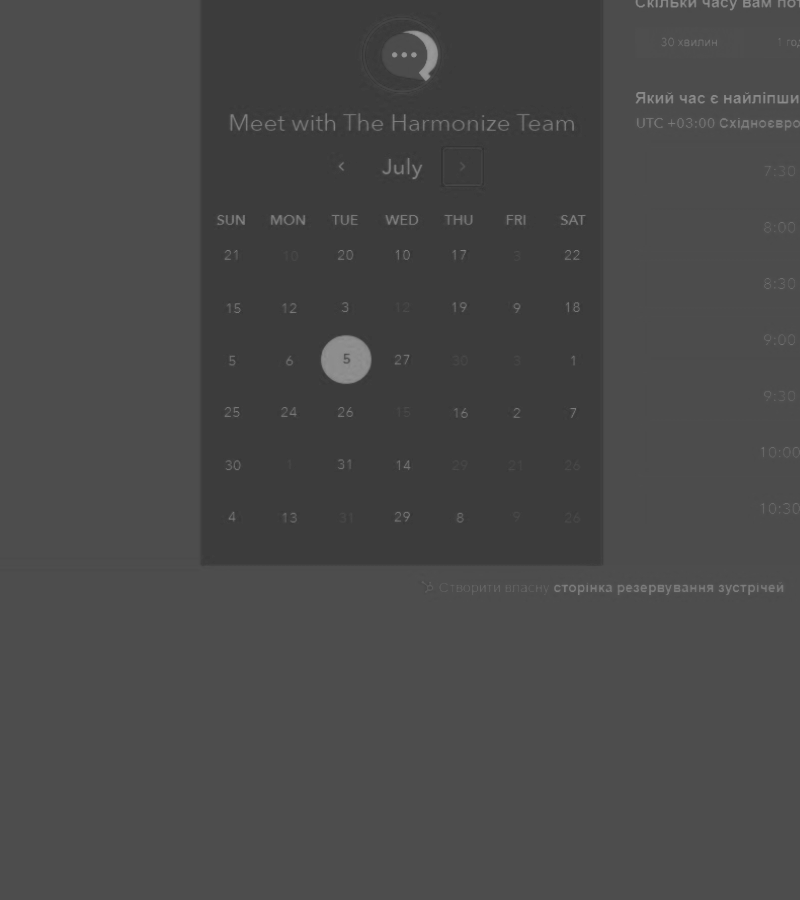 Скільки часу вам пот
30 хвилин 1 год
Meet with The Harmonize Team
Який час є найліпши
UTC +03:00 Східноєвро
July
SUN MON TUE WED THU FRI SAT
21 10 20 10 17 3 22
15 12 3 12 19 9 18
5 6 5 27 30 3 1
25 24 26 15 16 2 7
30 1 31 14 29 21 26
4 13 31 29 8 9 26
7:30
8:00
8:30
9:00
9:30
10:00
10:30
Створити власну сторінка резервування зустрічей